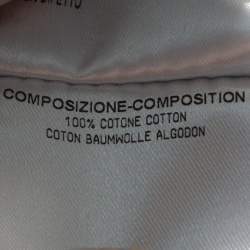 COMPOSIZIONE-COMPOSITION
100% COTONE COTTON
COTON BAUMWOLLE ALGODON